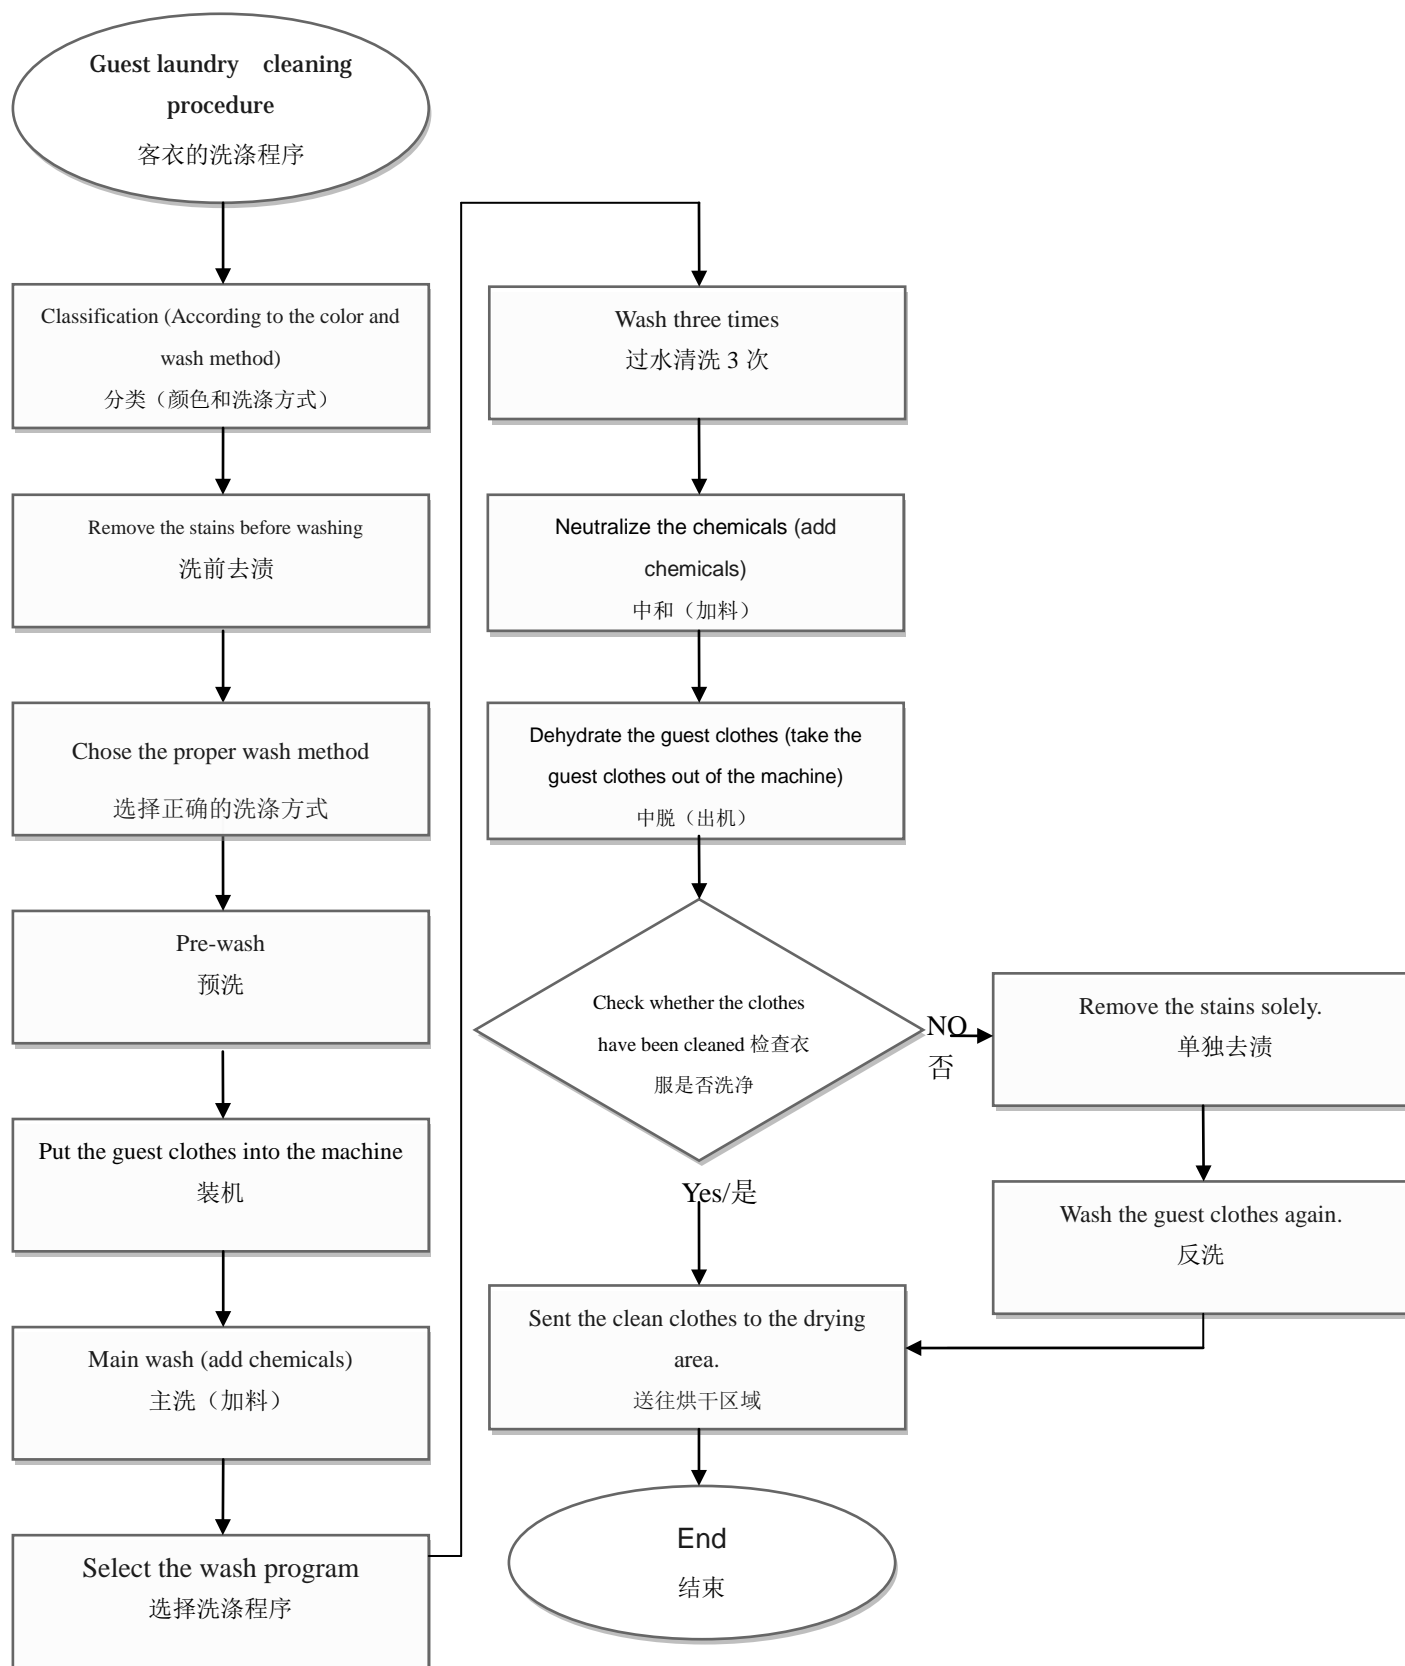 Guest laundry cleaning
procedure
客衣的洗涤程序
Classification (According to the color and
wash method)
分类（颜色和洗涤方式）
Remove the stains before washing
洗前去渍
Chose the proper wash method
选择正确的洗涤方式
Pre-wash
预洗
Put the guest clothes into the machine
装机
Main wash (add chemicals)
主洗（加料）
Select the wash program
选择洗涤程序
Wash three times
过水清洗 3 次
Neutralize the chemicals (add
chemicals)
中和（加料）
Dehydrate the guest clothes (take the
guest clothes out of the machine)
中脱（出机）
Check whether the clothes
have been cleaned 检查衣
服是否洗净
NO
否
Remove the stains solely.
单独去渍
Wash the guest clothes again.
反洗
Yes/是
Sent the clean clothes to the drying
area.
送往烘干区域
End
结束